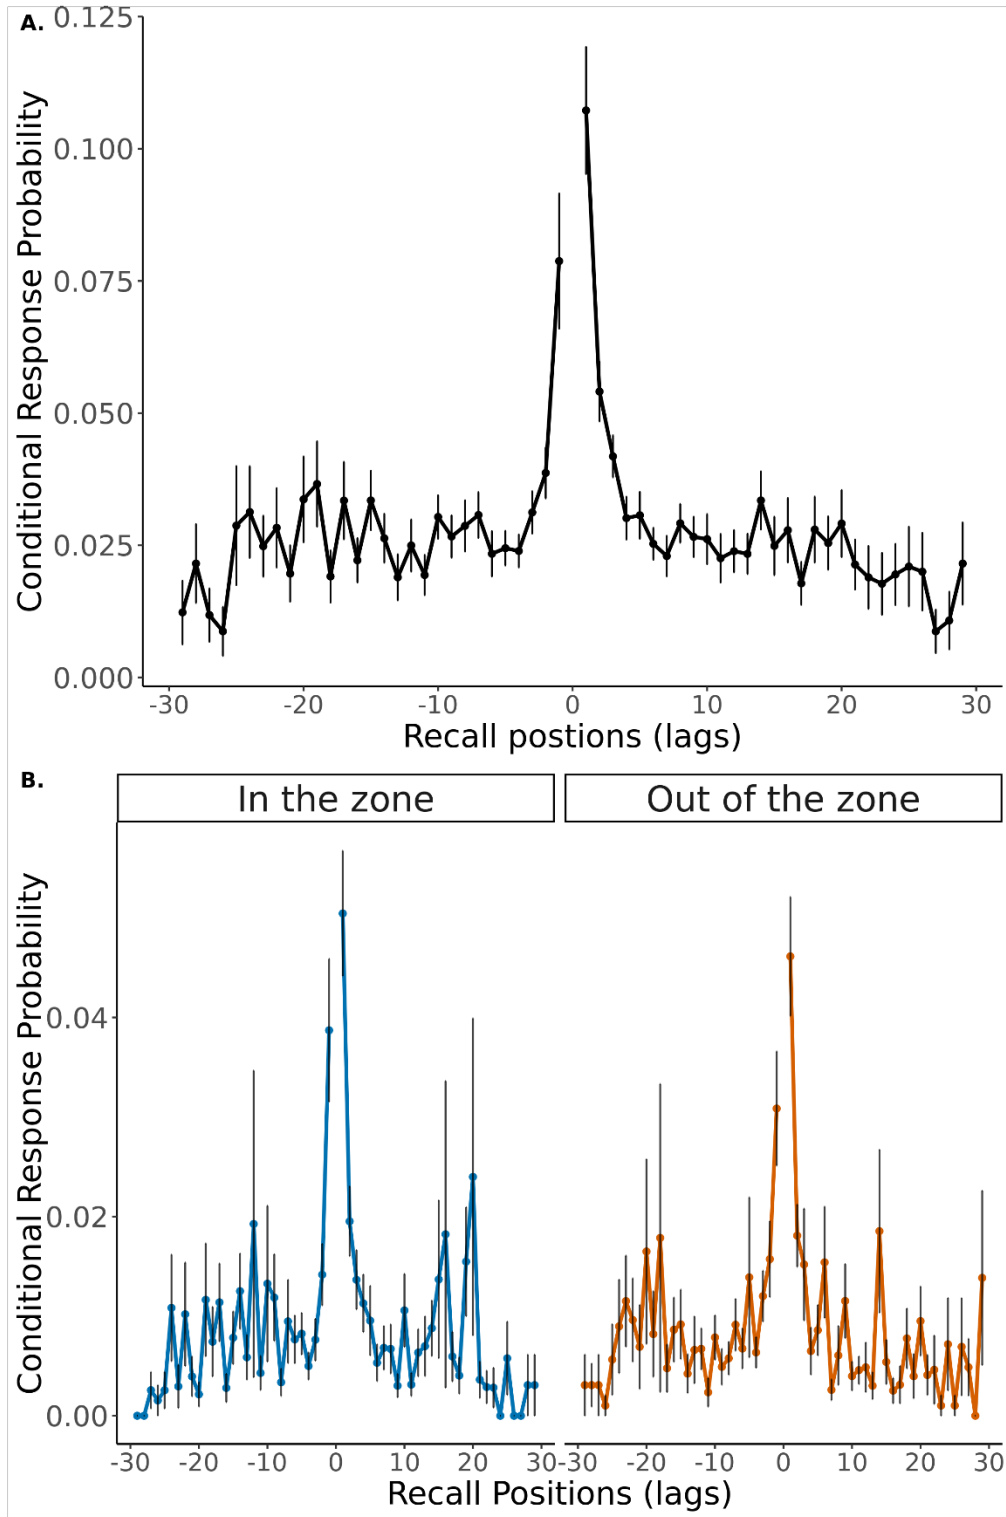 A.
Conditional Response Probability
0.125
0.100
0.075
0.050
0.025
0.000
-30 -20 -10 0 10 20 30
Recall postions (lags)
B.
In the zone Out of the zone
Conditional Response Probability
0.04
0.02
0.00
-30 -20 -10 0 10 20 30 -30 -20 -10 0 10 20 30
Recall Positions (lags)